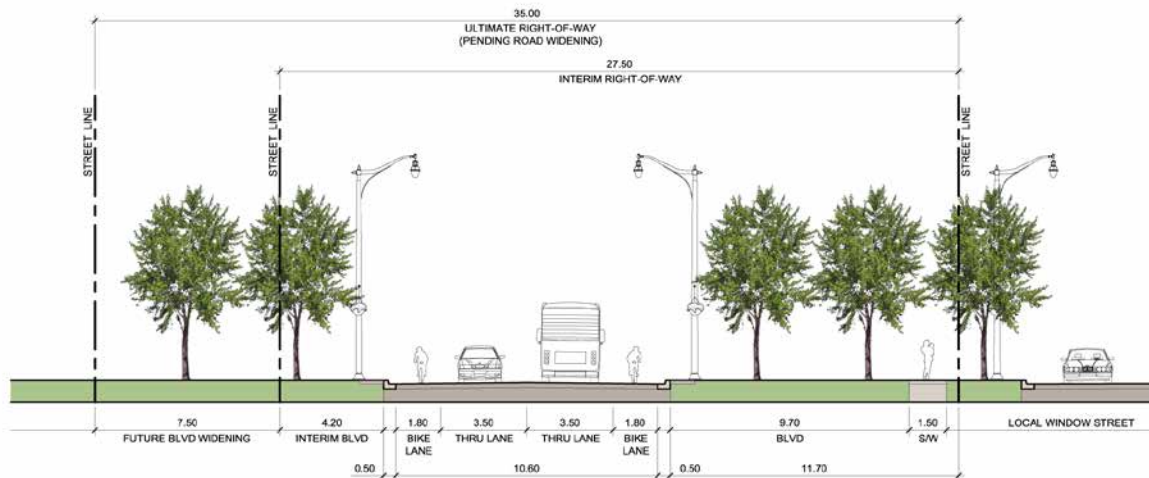 35.00
ULTIMATE RIGHT-OF-WAY
(PENDING ROAD WIDENING)
27.50
INTERIM RIGHT-OF-WAY
STREET LINE
STREET LINE
STREET LINE
7.50
4.20
1.80
3.50
3.50
1.80
9.70
1.50
LOCAL WINDOW STREET
FUTURE BLVD WIDENING
INTERIM BLVD
BIKE
LANE
THRU LANE
THRU LANE
BIKE
LANE
BLVD
S/W
0.50
10.60
0.50
11.70